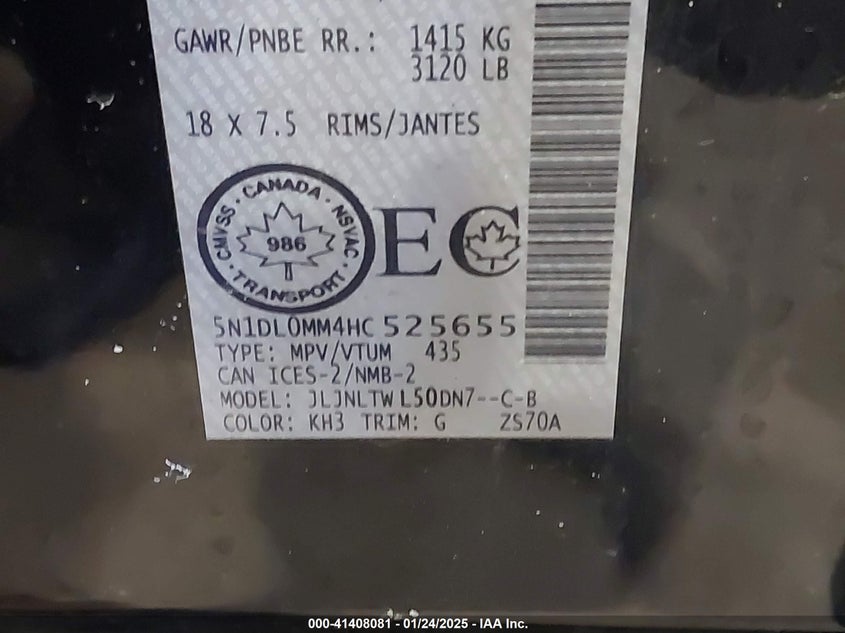 GAWR/PNBE RR.: 1415 KG
3120 LB
18 X 7.5 RIMS/JANTES
CANADA · NSVAC · TRANSPORT · CMVSS ·
986
EC
5N1DL0MM4HC525655
TYPE: MPV/VTUM 435
CAN ICES-2/NMB-2
MODEL: JLJNLTWL50DN7--C-B
COLOR: KH3 TRIM: G ZS70A
000-41408081 - 01/24/2025 - IAA Inc.